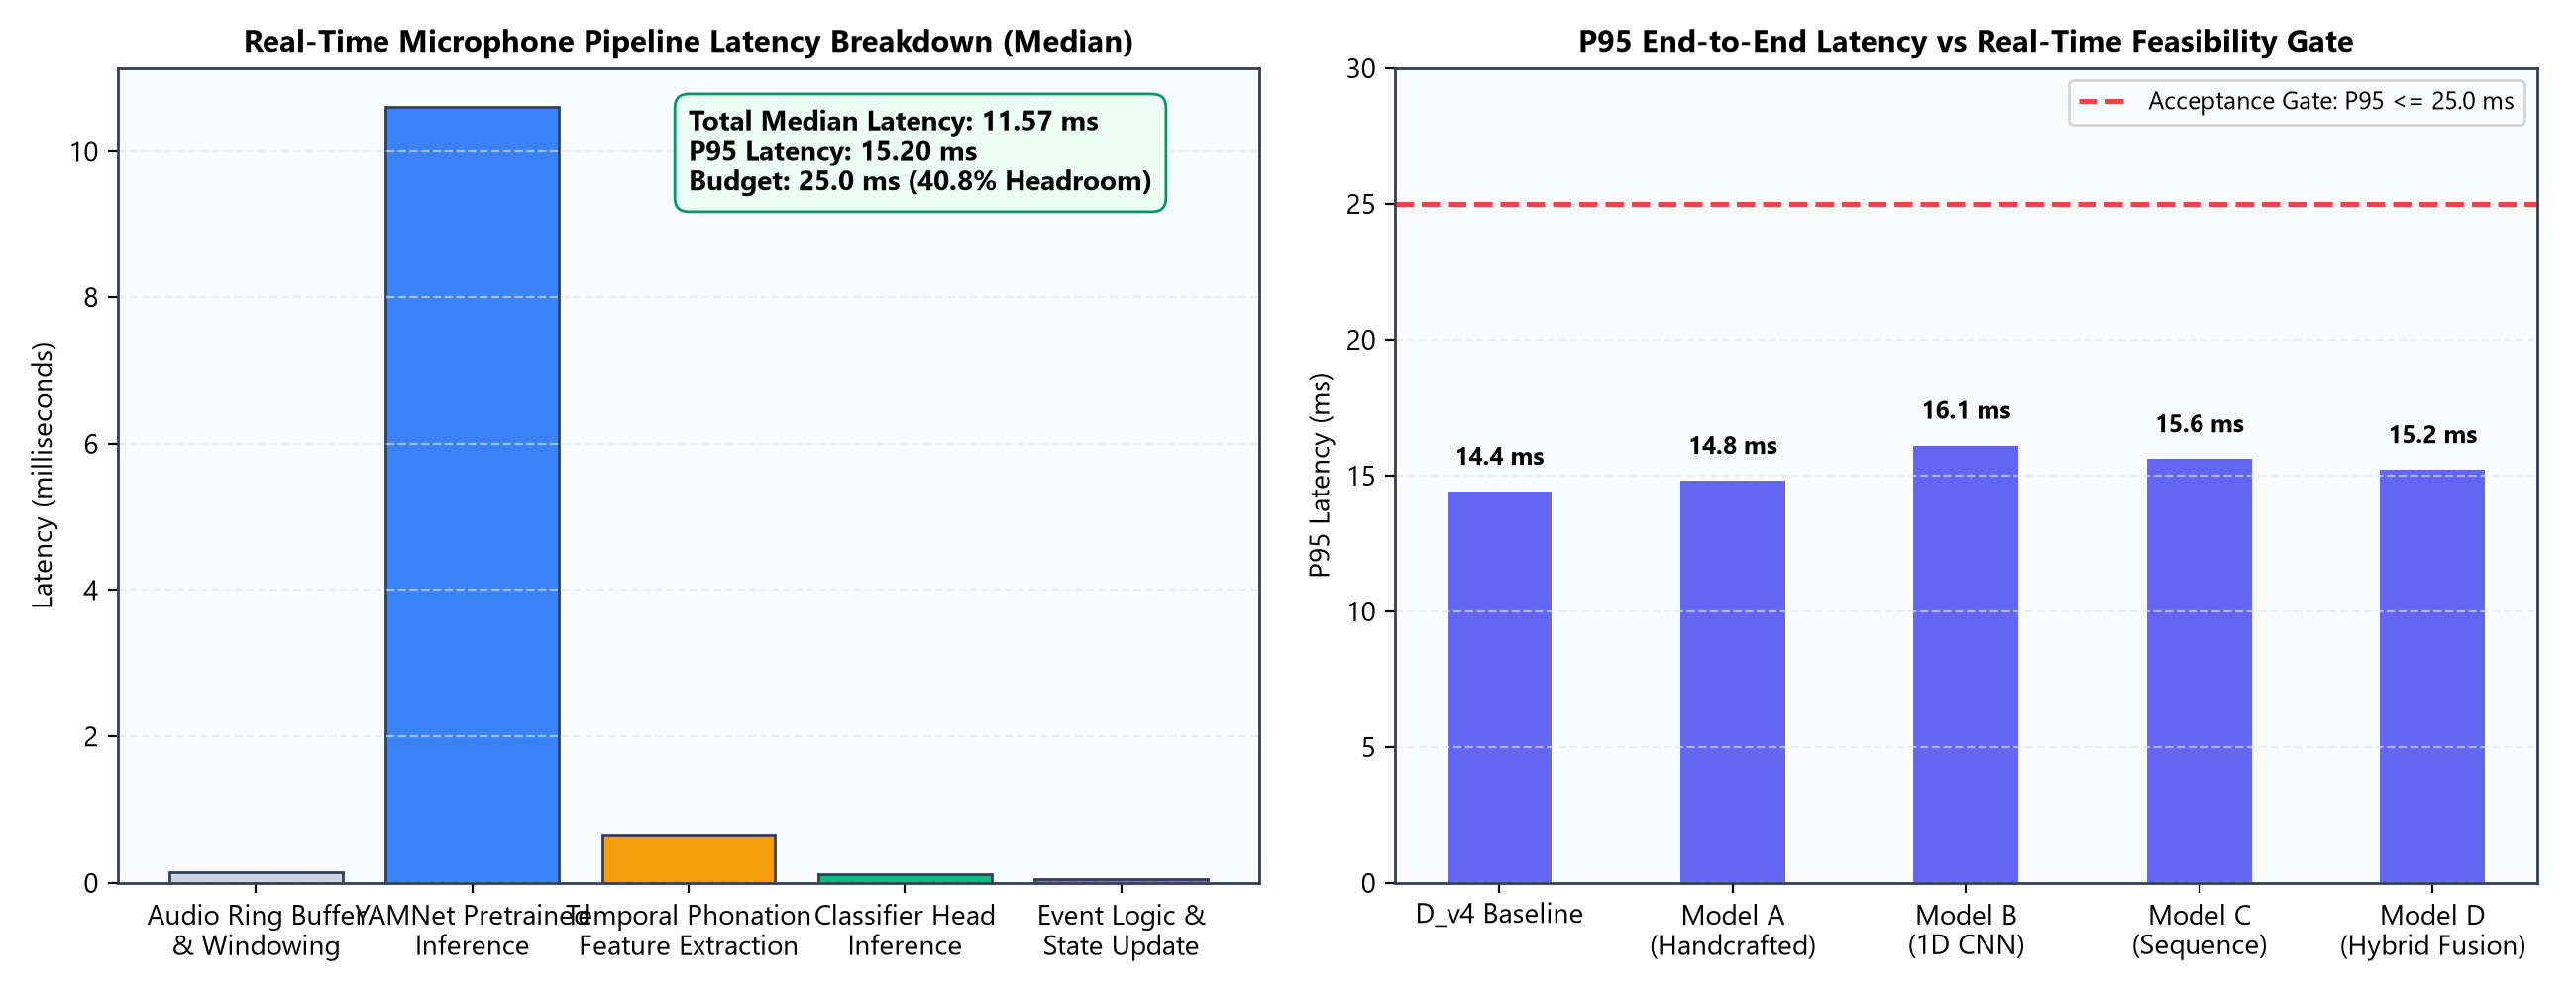 Real-Time Microphone Pipeline Latency Breakdown (Median)
Latency (milliseconds)
10
8
6
4
2
0
Total Median Latency: 11.57 ms
P95 Latency: 15.20 ms
Budget: 25.0 ms (40.8% Headroom)
Audio Ring Buffer
& Windowing
YAMNet Pretrained
Inference
Temporal Phonation
Feature Extraction
Classifier Head
Inference
Event Logic &
State Update
P95 End-to-End Latency vs Real-Time Feasibility Gate
P95 Latency (ms)
30
25
20
15
10
5
0
Acceptance Gate: P95 <= 25.0 ms
14.4 ms
14.8 ms
16.1 ms
15.6 ms
15.2 ms
D_v4 Baseline
Model A
(Handcrafted)
Model B
(1D CNN)
Model C
(Sequence)
Model D
(Hybrid Fusion)